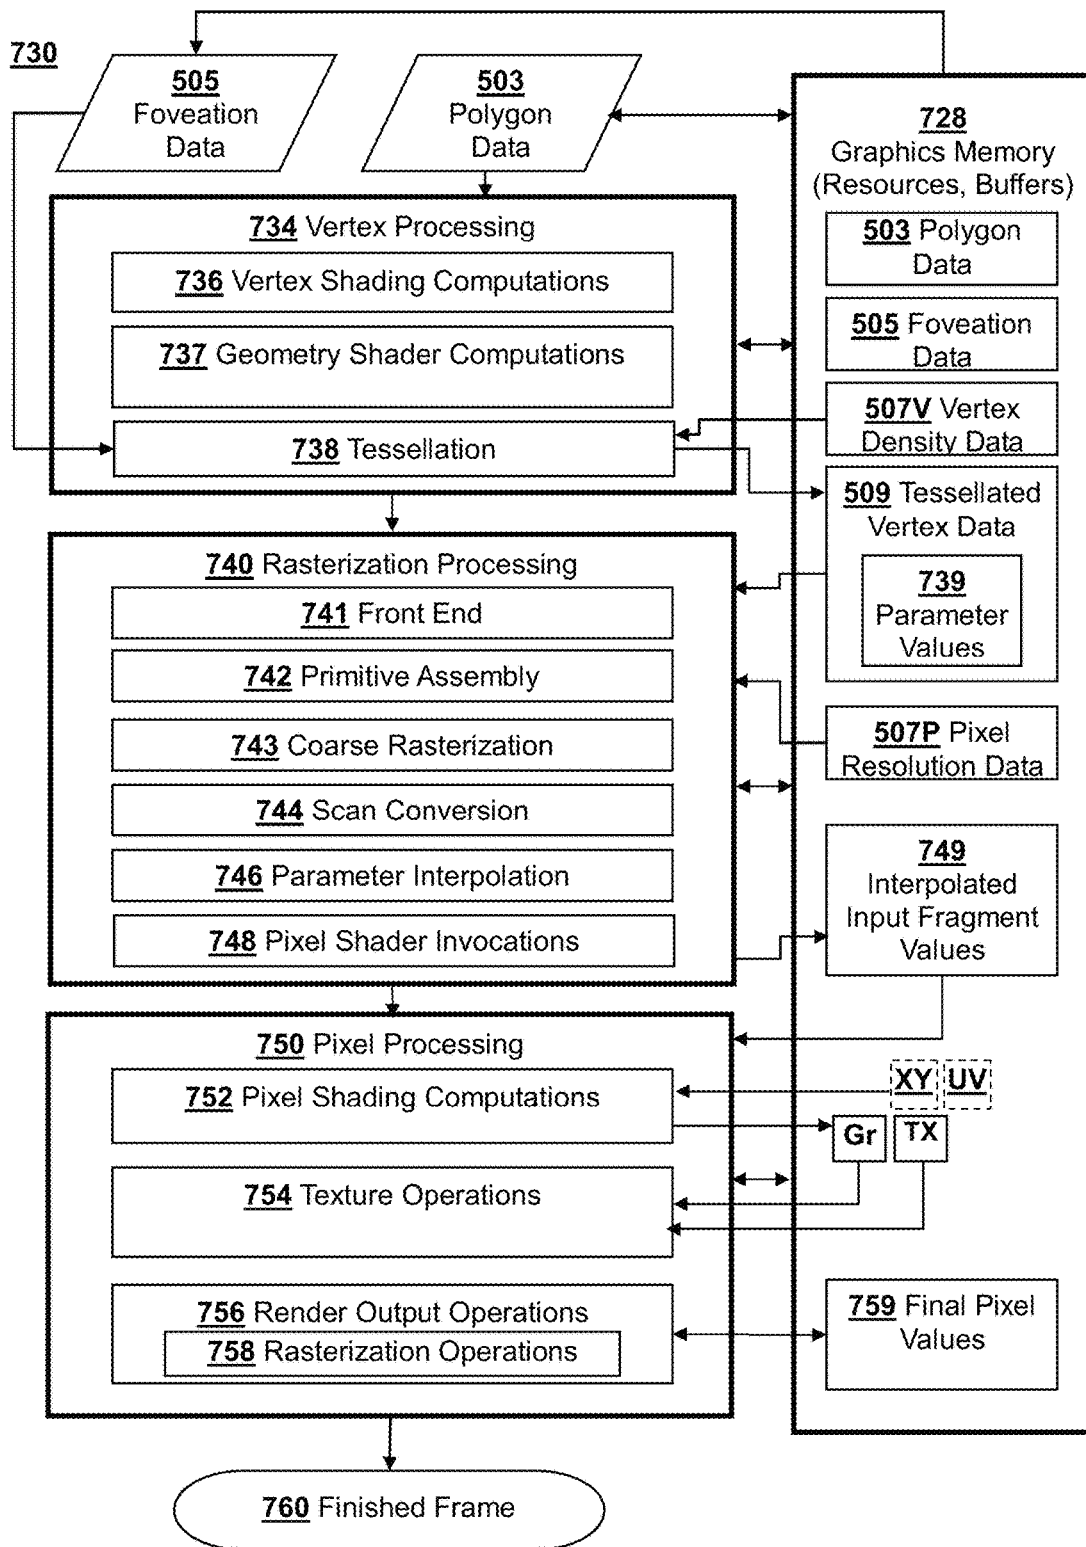 730
505
Foveation
Data
503
Polygon
Data
734 Vertex Processing
736 Vertex Shading Computations
737 Geometry Shader Computations
738 Tessellation
740 Rasterization Processing
741 Front End
742 Primitive Assembly
743 Coarse Rasterization
744 Scan Conversion
746 Parameter Interpolation
748 Pixel Shader Invocations
750 Pixel Processing
752 Pixel Shading Computations
754 Texture Operations
756 Render Output Operations
758 Rasterization Operations
760 Finished Frame
728
Graphics Memory
(Resources, Buffers)
503 Polygon
Data
505 Foveation
Data
507V Vertex
Density Data
509 Tessellated
Vertex Data
739
Parameter
Values
507P Pixel
Resolution Data
749
Interpolated
Input Fragment
Values
XY UV
Gr TX
759 Final Pixel
Values